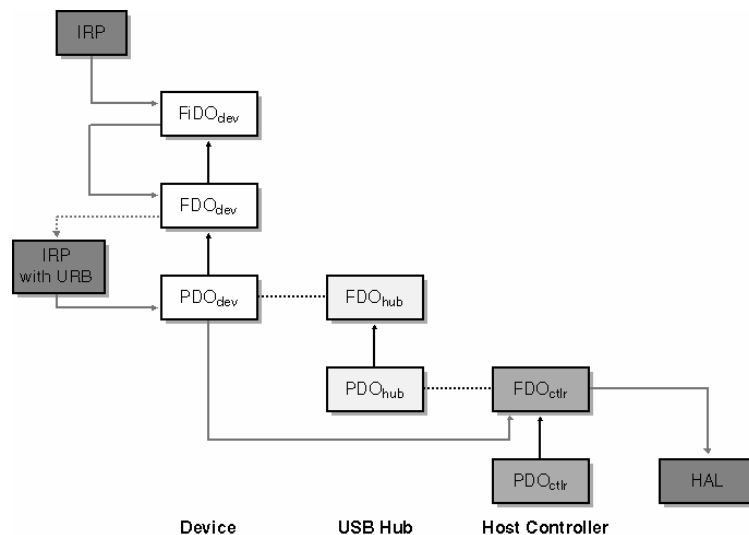 IRP
FiDOdev
FDOdev
IRP
with URB
PDOdev
FDOhub
PDOhub
FDOctlr
PDOctlr
HAL
Device
USB Hub
Host Controller